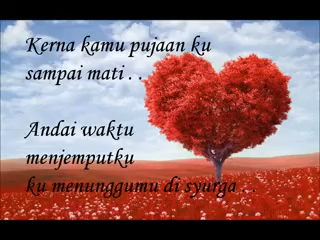 Kerna kamu pujaan ku
sampai mati . .
Andai waktu
menjemputku
ku menunggumu di syurga . .